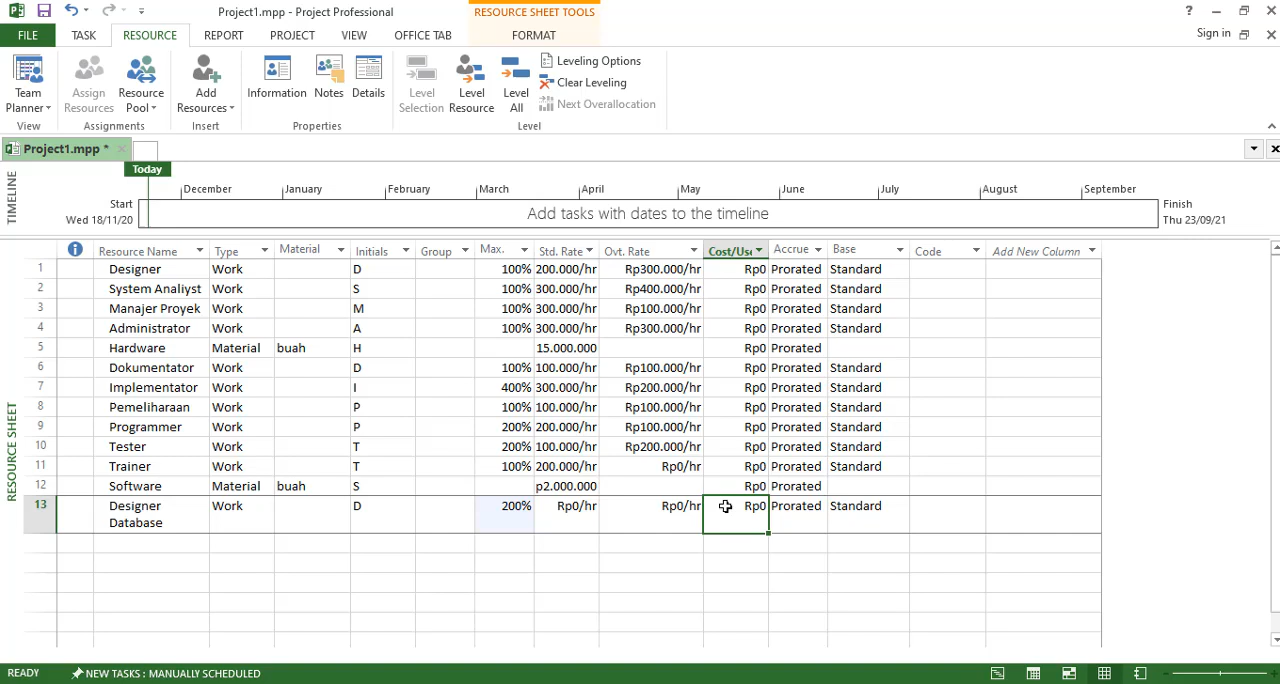 Project1.mpp - Project Professional
RESOURCE SHEET TOOLS
Sign in
FILE TASK RESOURCE REPORT PROJECT VIEW OFFICE TAB FORMAT
Team Planner
Assign Resources
Resource Pool
Add Resources
Information
Notes
Details
Level Selection
Level Resource
Level All
Leveling Options
Clear Leveling
Next Overallocation
View Assignments Insert Properties Level
Project1.mpp *
Today
TIMELINE
December January February March April May June July August September
Start
Wed 18/11/20
Add tasks with dates to the timeline
Finish
Thu 23/09/21
RESOURCE SHEET
Resource Name Type Material Initials Group Max. Std. Rate Ovt. Rate Cost/Use Accrue Base Code Add New Column
1 Designer Work D 100% 200.000/hr Rp300.000/hr Rp0 Prorated Standard
2 System Analiyst Work S 100% 300.000/hr Rp400.000/hr Rp0 Prorated Standard
3 Manajer Proyek Work M 100% 300.000/hr Rp100.000/hr Rp0 Prorated Standard
4 Administrator Work A 100% 300.000/hr Rp300.000/hr Rp0 Prorated Standard
5 Hardware Material buah H 15.000.000 Rp0 Prorated
6 Dokumentator Work D 100% 100.000/hr Rp100.000/hr Rp0 Prorated Standard
7 Implementator Work I 400% 300.000/hr Rp200.000/hr Rp0 Prorated Standard
8 Pemeliharaan Work P 100% 100.000/hr Rp100.000/hr Rp0 Prorated Standard
9 Programmer Work P 200% 200.000/hr Rp100.000/hr Rp0 Prorated Standard
10 Tester Work T 200% 100.000/hr Rp200.000/hr Rp0 Prorated Standard
11 Trainer Work T 100% 200.000/hr Rp0/hr Rp0 Prorated Standard
12 Software Material buah S p2.000.000 Rp0 Prorated
13 Designer Database Work D 200% Rp0/hr Rp0/hr Rp0 Prorated Standard
READY NEW TASKS : MANUALLY SCHEDULED